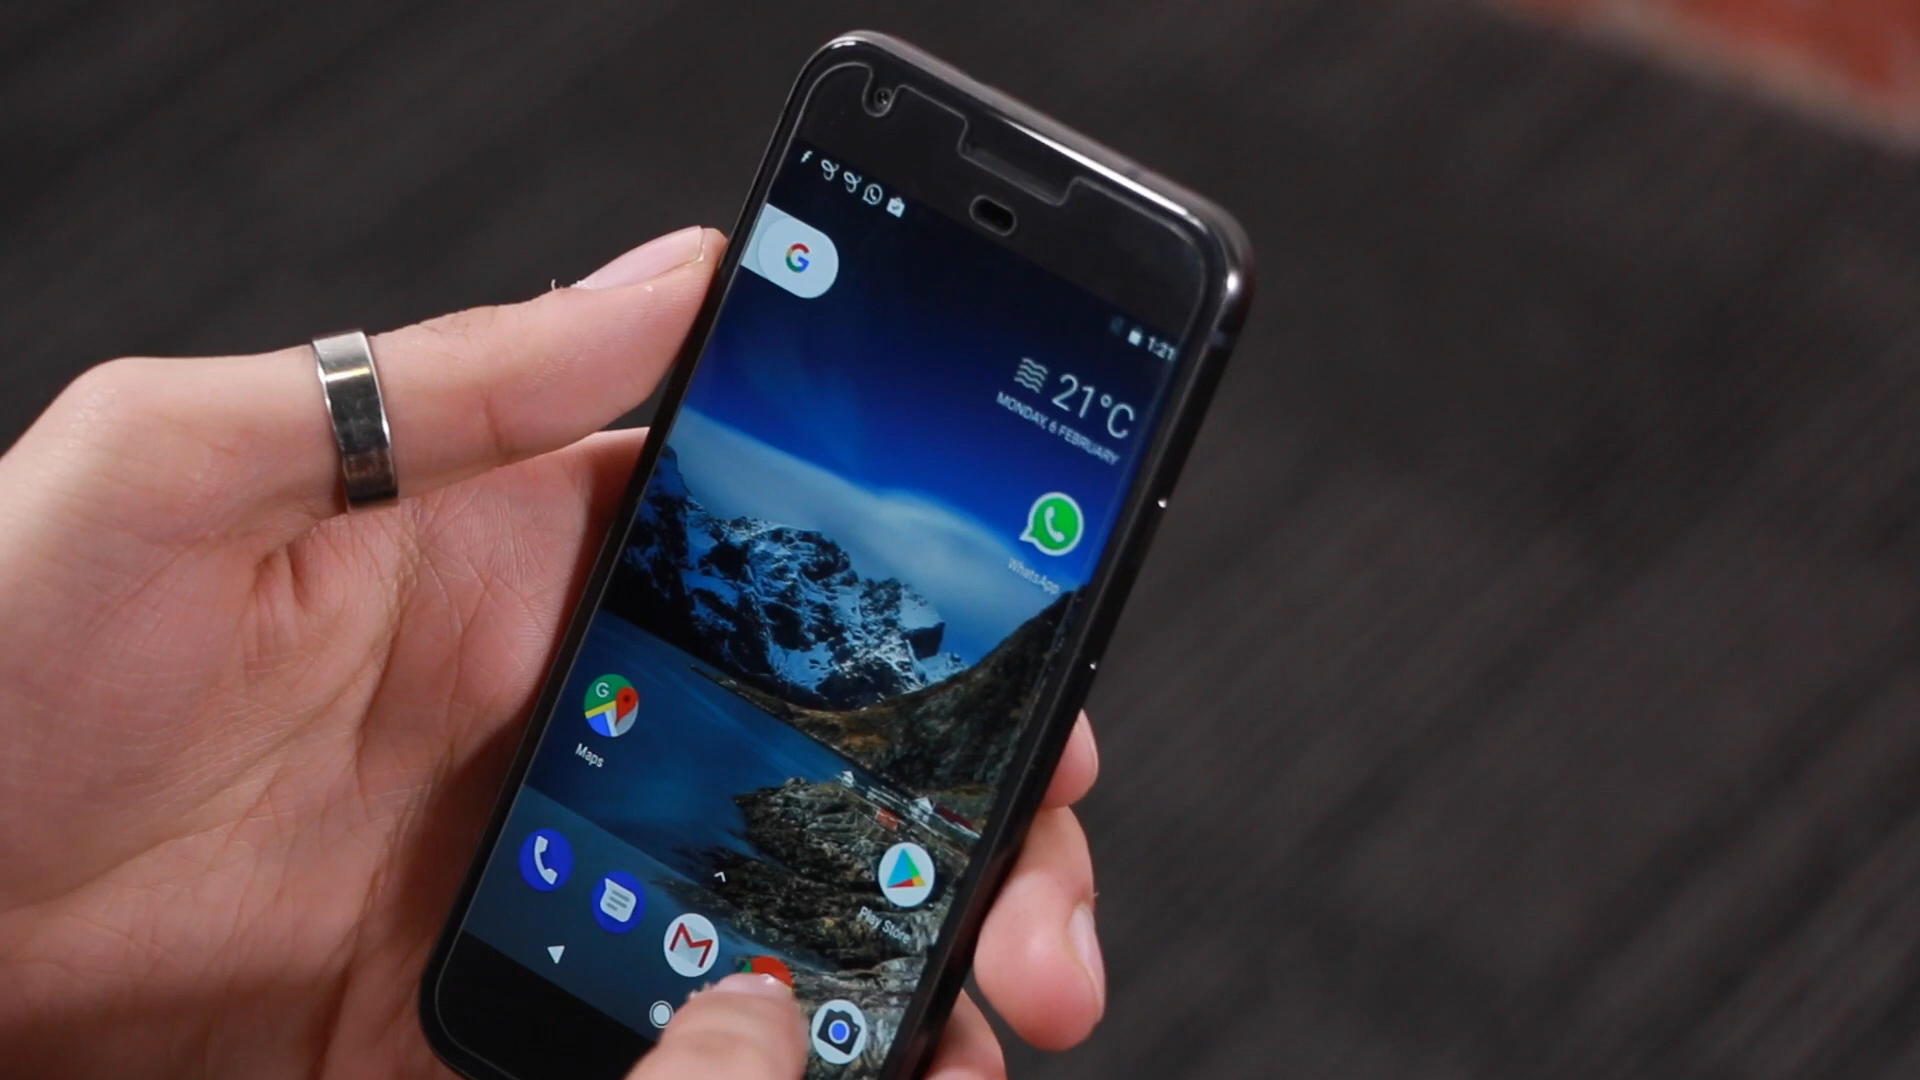 1:21
21°C
MONDAY, 6 FEBRUARY
WhatsApp
Maps
Play Store